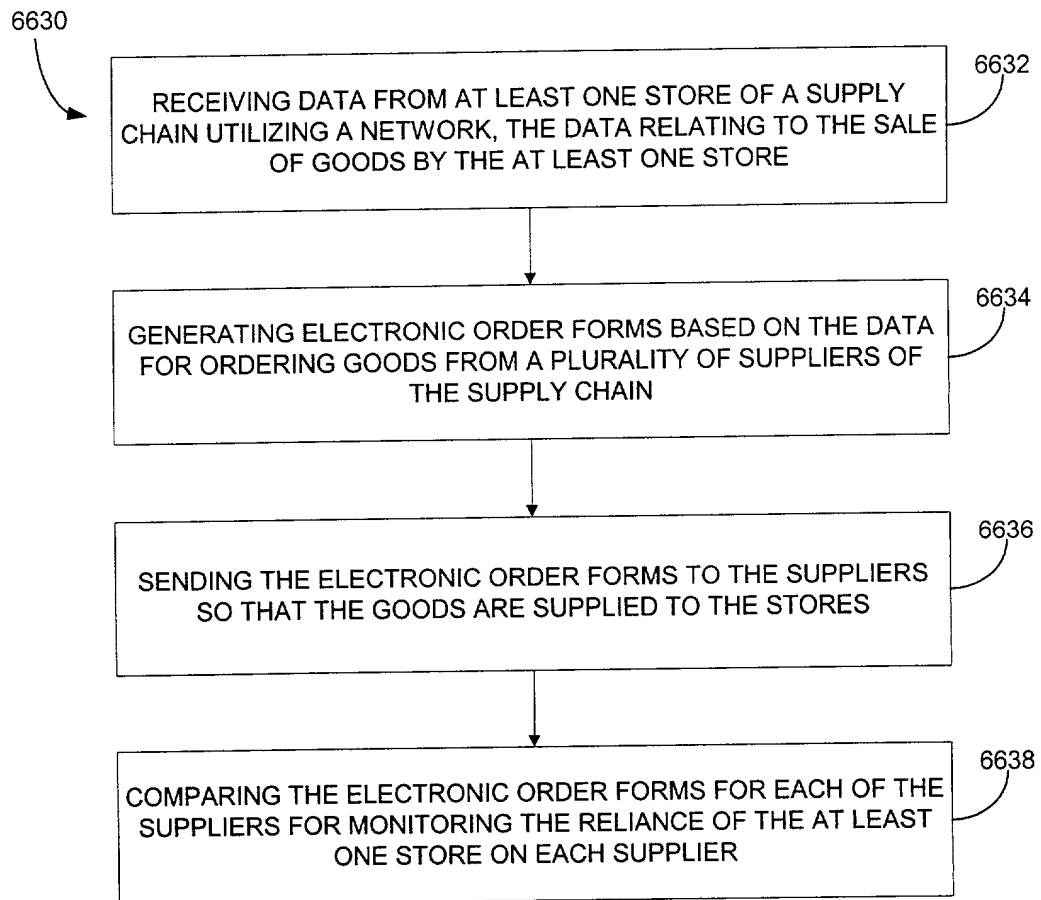 6630
6632
RECEIVING DATA FROM AT LEAST ONE STORE OF A SUPPLY
CHAIN UTILIZING A NETWORK, THE DATA RELATING TO THE SALE
OF GOODS BY THE AT LEAST ONE STORE
6634
GENERATING ELECTRONIC ORDER FORMS BASED ON THE DATA
FOR ORDERING GOODS FROM A PLURALITY OF SUPPLIERS OF
THE SUPPLY CHAIN
6636
SENDING THE ELECTRONIC ORDER FORMS TO THE SUPPLIERS
SO THAT THE GOODS ARE SUPPLIED TO THE STORES
6638
COMPARING THE ELECTRONIC ORDER FORMS FOR EACH OF THE
SUPPLIERS FOR MONITORING THE RELIANCE OF THE AT LEAST
ONE STORE ON EACH SUPPLIER